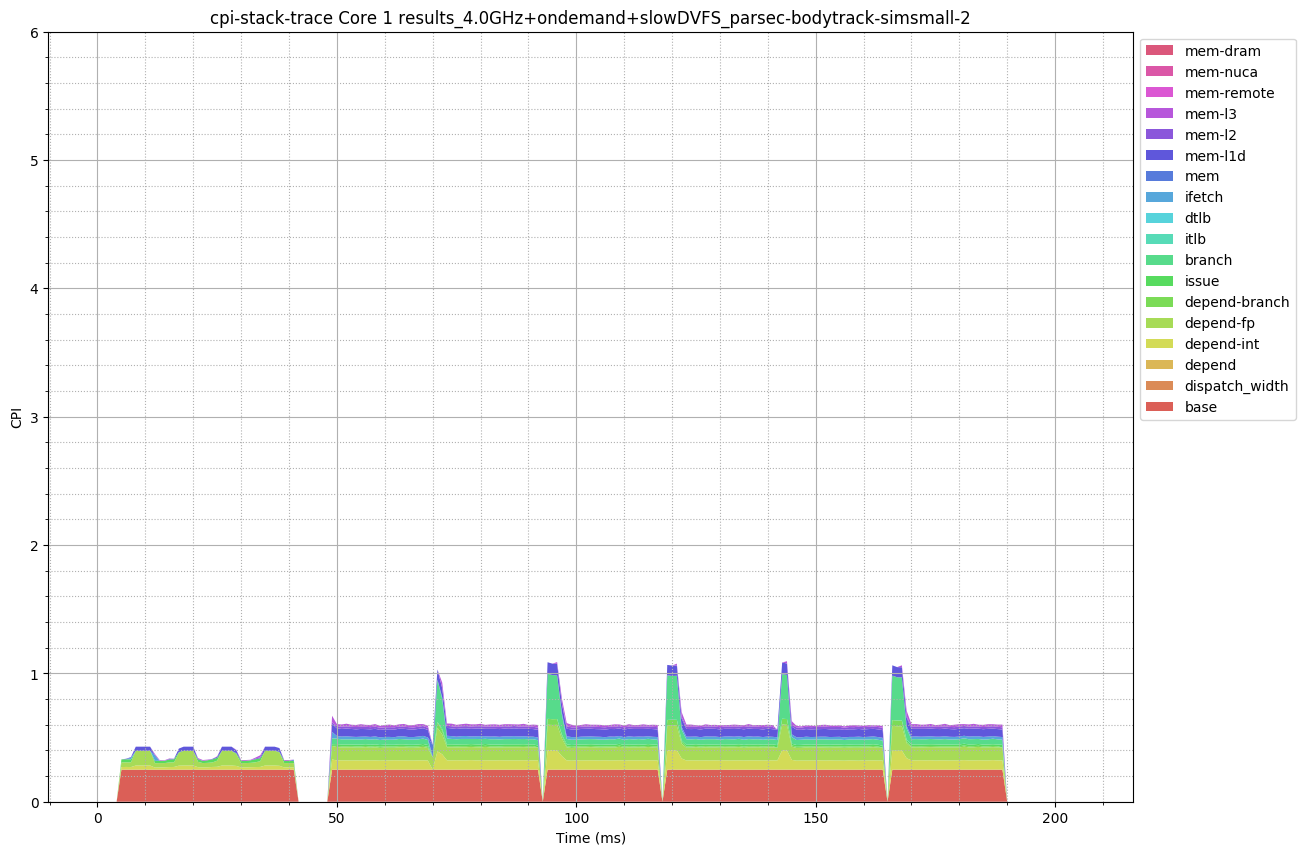 cpi-stack-trace Core 1 results_4.0GHz+ondemand+slowDVFS_parsec-bodytrack-simsmall-2
6
5
4
3
2
1
0
CPI
0
50
100
150
200
Time (ms)
mem-dram
mem-nuca
mem-remote
mem-l3
mem-l2
mem-l1d
mem
ifetch
dtlb
itlb
branch
issue
depend-branch
depend-fp
depend-int
depend
dispatch_width
base